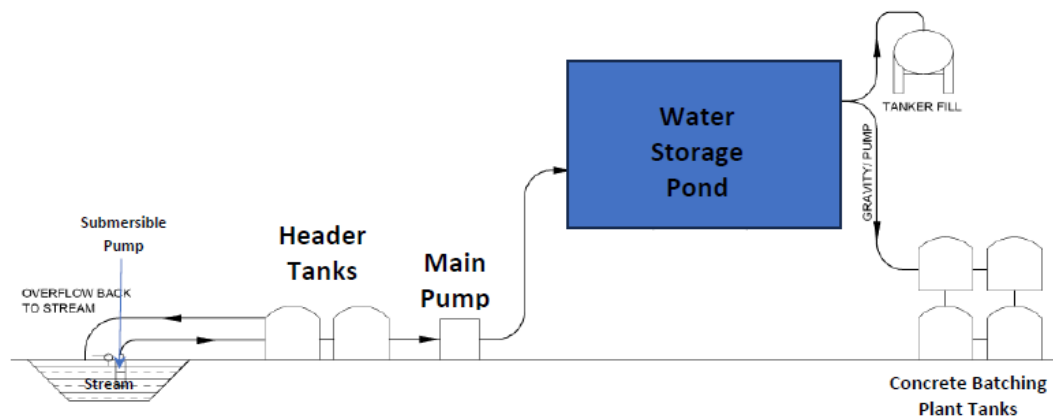 Submersible
Pump
OVERFLOW BACK
TO STREAM
Stream
Header
Tanks
Main
Pump
Water
Storage
Pond
TANKER FILL
GRAVITY/ PUMP
Concrete Batching
Plant Tanks